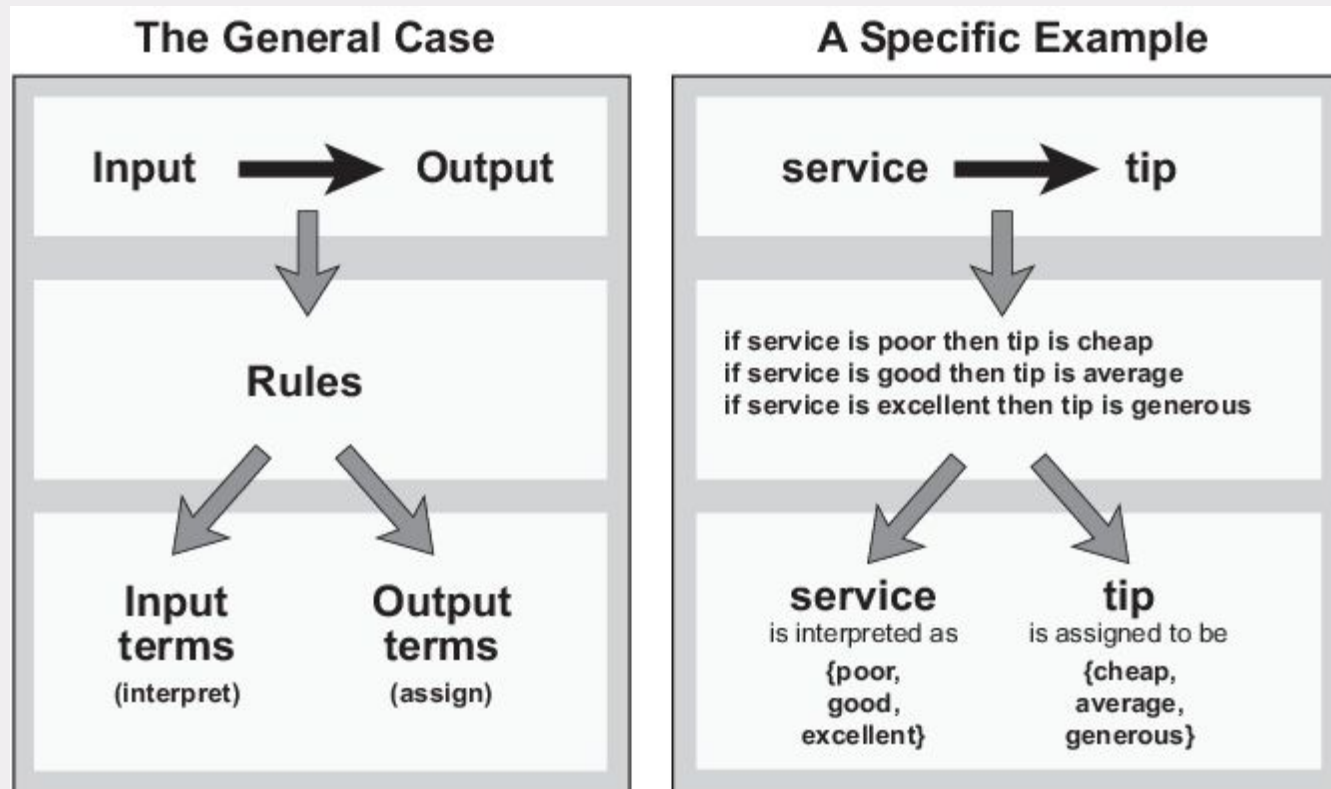 The General Case
Input Output
Rules
Input
terms
(interpret)
Output
terms
(assign)
A Specific Example
service tip
if service is poor then tip is cheap
if service is good then tip is average
if service is excellent then tip is generous
service
is interpreted as
{poor,
good,
excellent}
tip
is assigned to be
{cheap,
average,
generous}